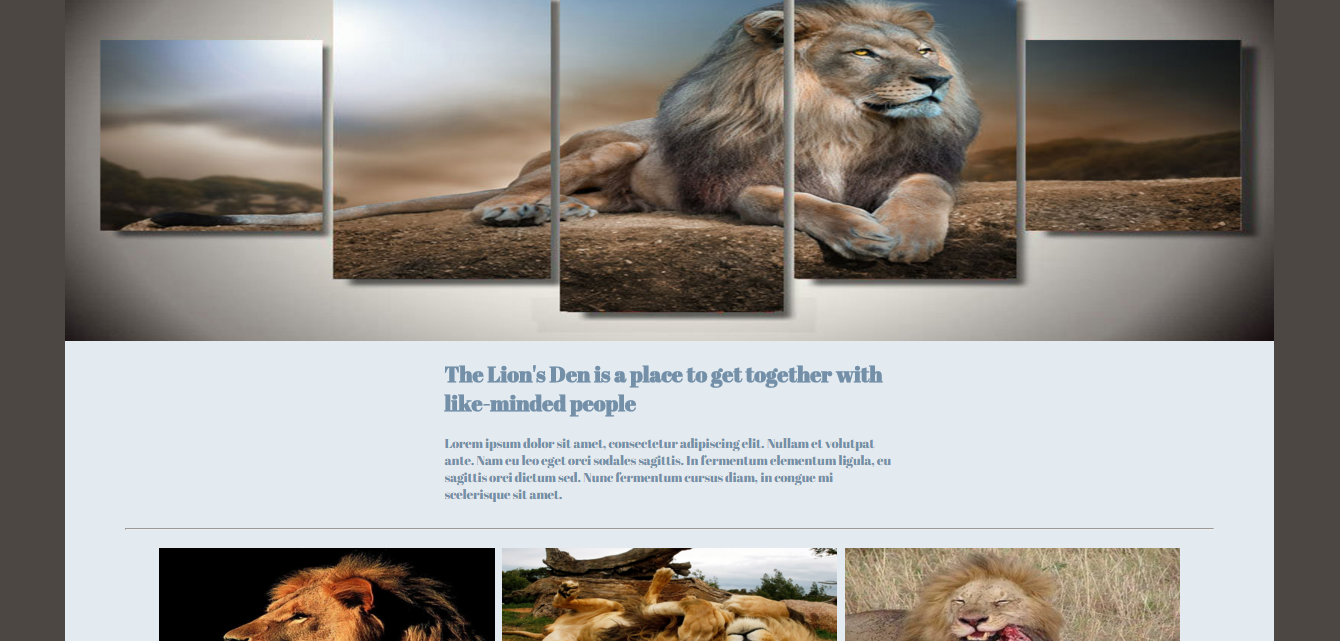 The Lion's Den is a place to get together with
like-minded people
Lorem ipsum dolor sit amet, consectetur adipiscing elit. Nullam et volutpat
ante. Nam eu leo eget orci sodales sagittis. In fermentum elementum ligula, eu
sagittis orci dictum sed. Nunc fermentum cursus diam, in congue mi
scelerisque sit amet.